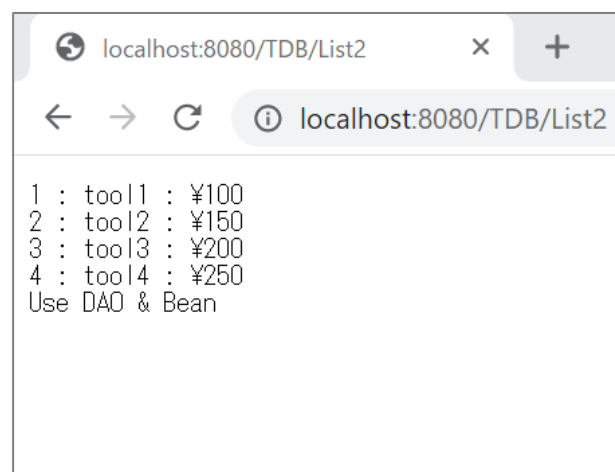 localhost:8080/TDB/List2
localhost:8080/TDB/List2
1 : tool1 : ¥100
2 : tool2 : ¥150
3 : tool3 : ¥200
4 : tool4 : ¥250
Use DAO & Bean